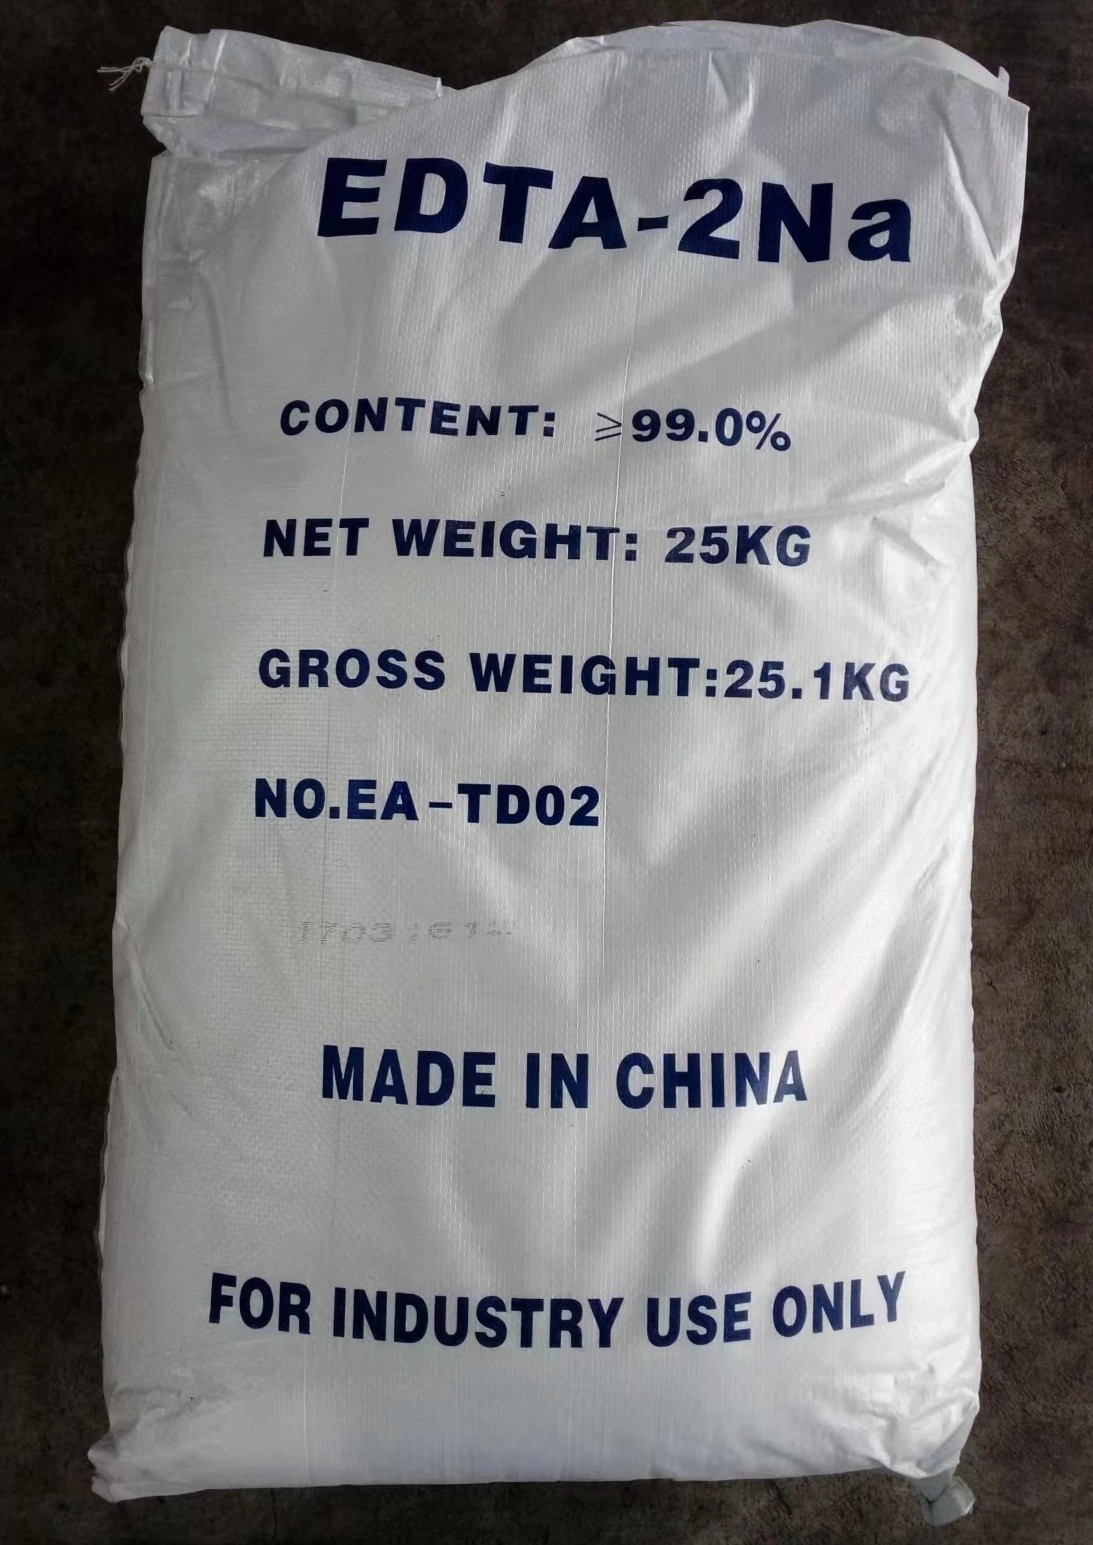 EDTA-2Na
CONTENT: ≥99.0%
NET WEIGHT: 25KG
GROSS WEIGHT:25.1KG
NO.EA-TD02
MADE IN CHINA
FOR INDUSTRY USE ONLY